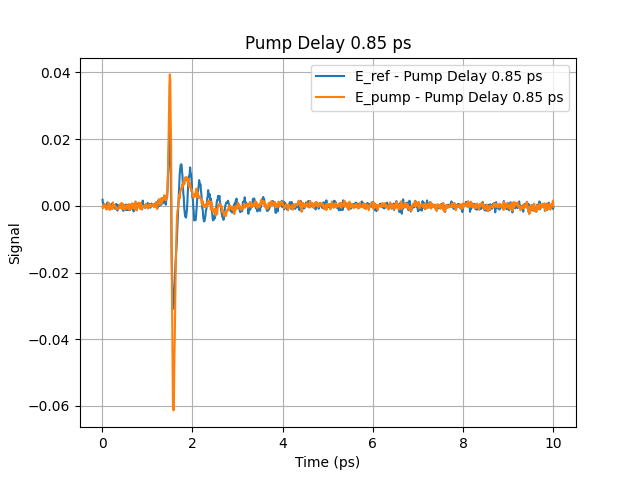 Pump Delay 0.85 ps
E_ref - Pump Delay 0.85 ps
E_pump - Pump Delay 0.85 ps
0.04
0.02
0.00
−0.02
−0.04
−0.06
Signal
0 2 4 6 8 10
Time (ps)